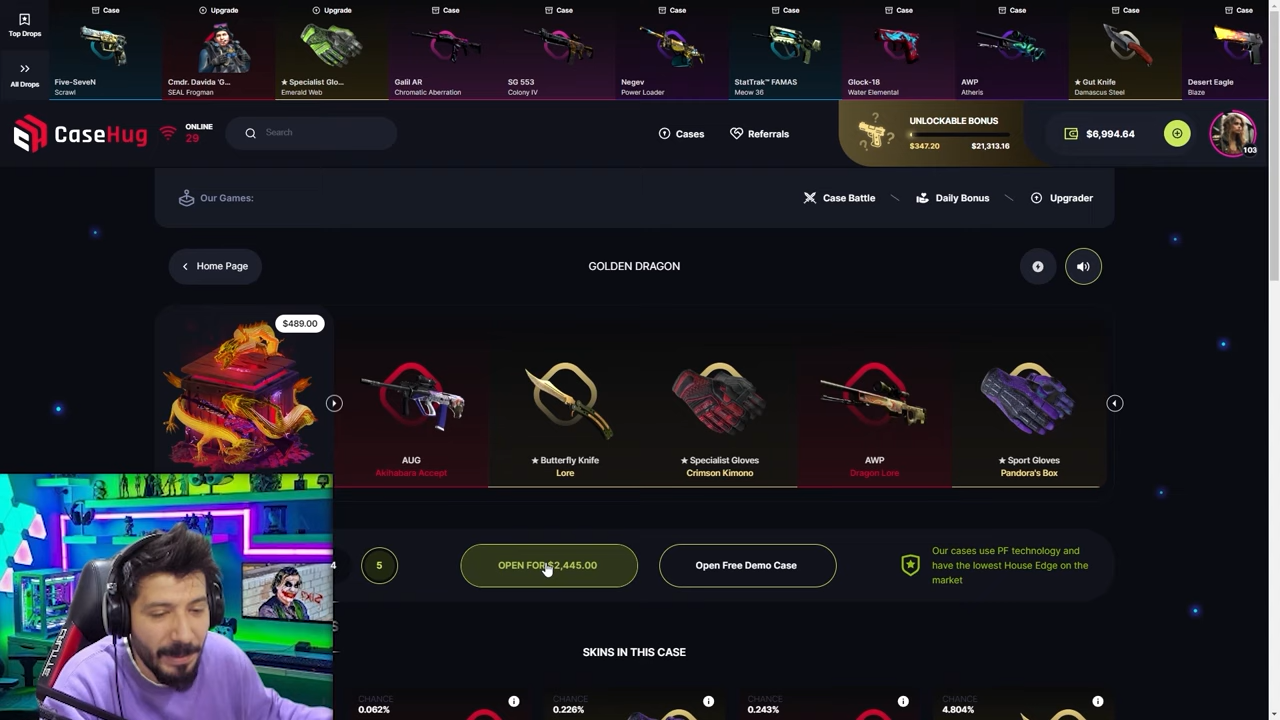 Top Drops
All Drops
Case
Five-SeveN
Scrawl
Upgrade
Cmdr. Davida 'G...
SEAL Frogman
Upgrade
★ Specialist Glo...
Emerald Web
Case
Galil AR
Chromatic Aberration
Case
SG 553
Colony IV
Case
Negev
Power Loader
Case
StatTrak™ FAMAS
Meow 36
Case
Glock-18
Water Elemental
Case
AWP
Atheris
Case
★ Gut Knife
Damascus Steel
Case
Desert Eagle
Blaze
CaseHug
ONLINE
29
Search
Cases
Referrals
UNLOCKABLE BONUS
$347.20
$21,313.16
$6,994.64
103
Our Games:
Case Battle
Daily Bonus
Upgrader
Home Page
GOLDEN DRAGON
$489.00
AUG
Akihabara Accept
★ Butterfly Knife
Lore
★ Specialist Gloves
Crimson Kimono
AWP
Dragon Lore
★ Sport Gloves
Pandora's Box
4
5
OPEN FOR $2,445.00
Open Free Demo Case
Our cases use PF technology and
have the lowest House Edge on the
market
SKINS IN THIS CASE
CHANCE
0.062%
CHANCE
0.226%
CHANCE
0.243%
CHANCE
4.804%